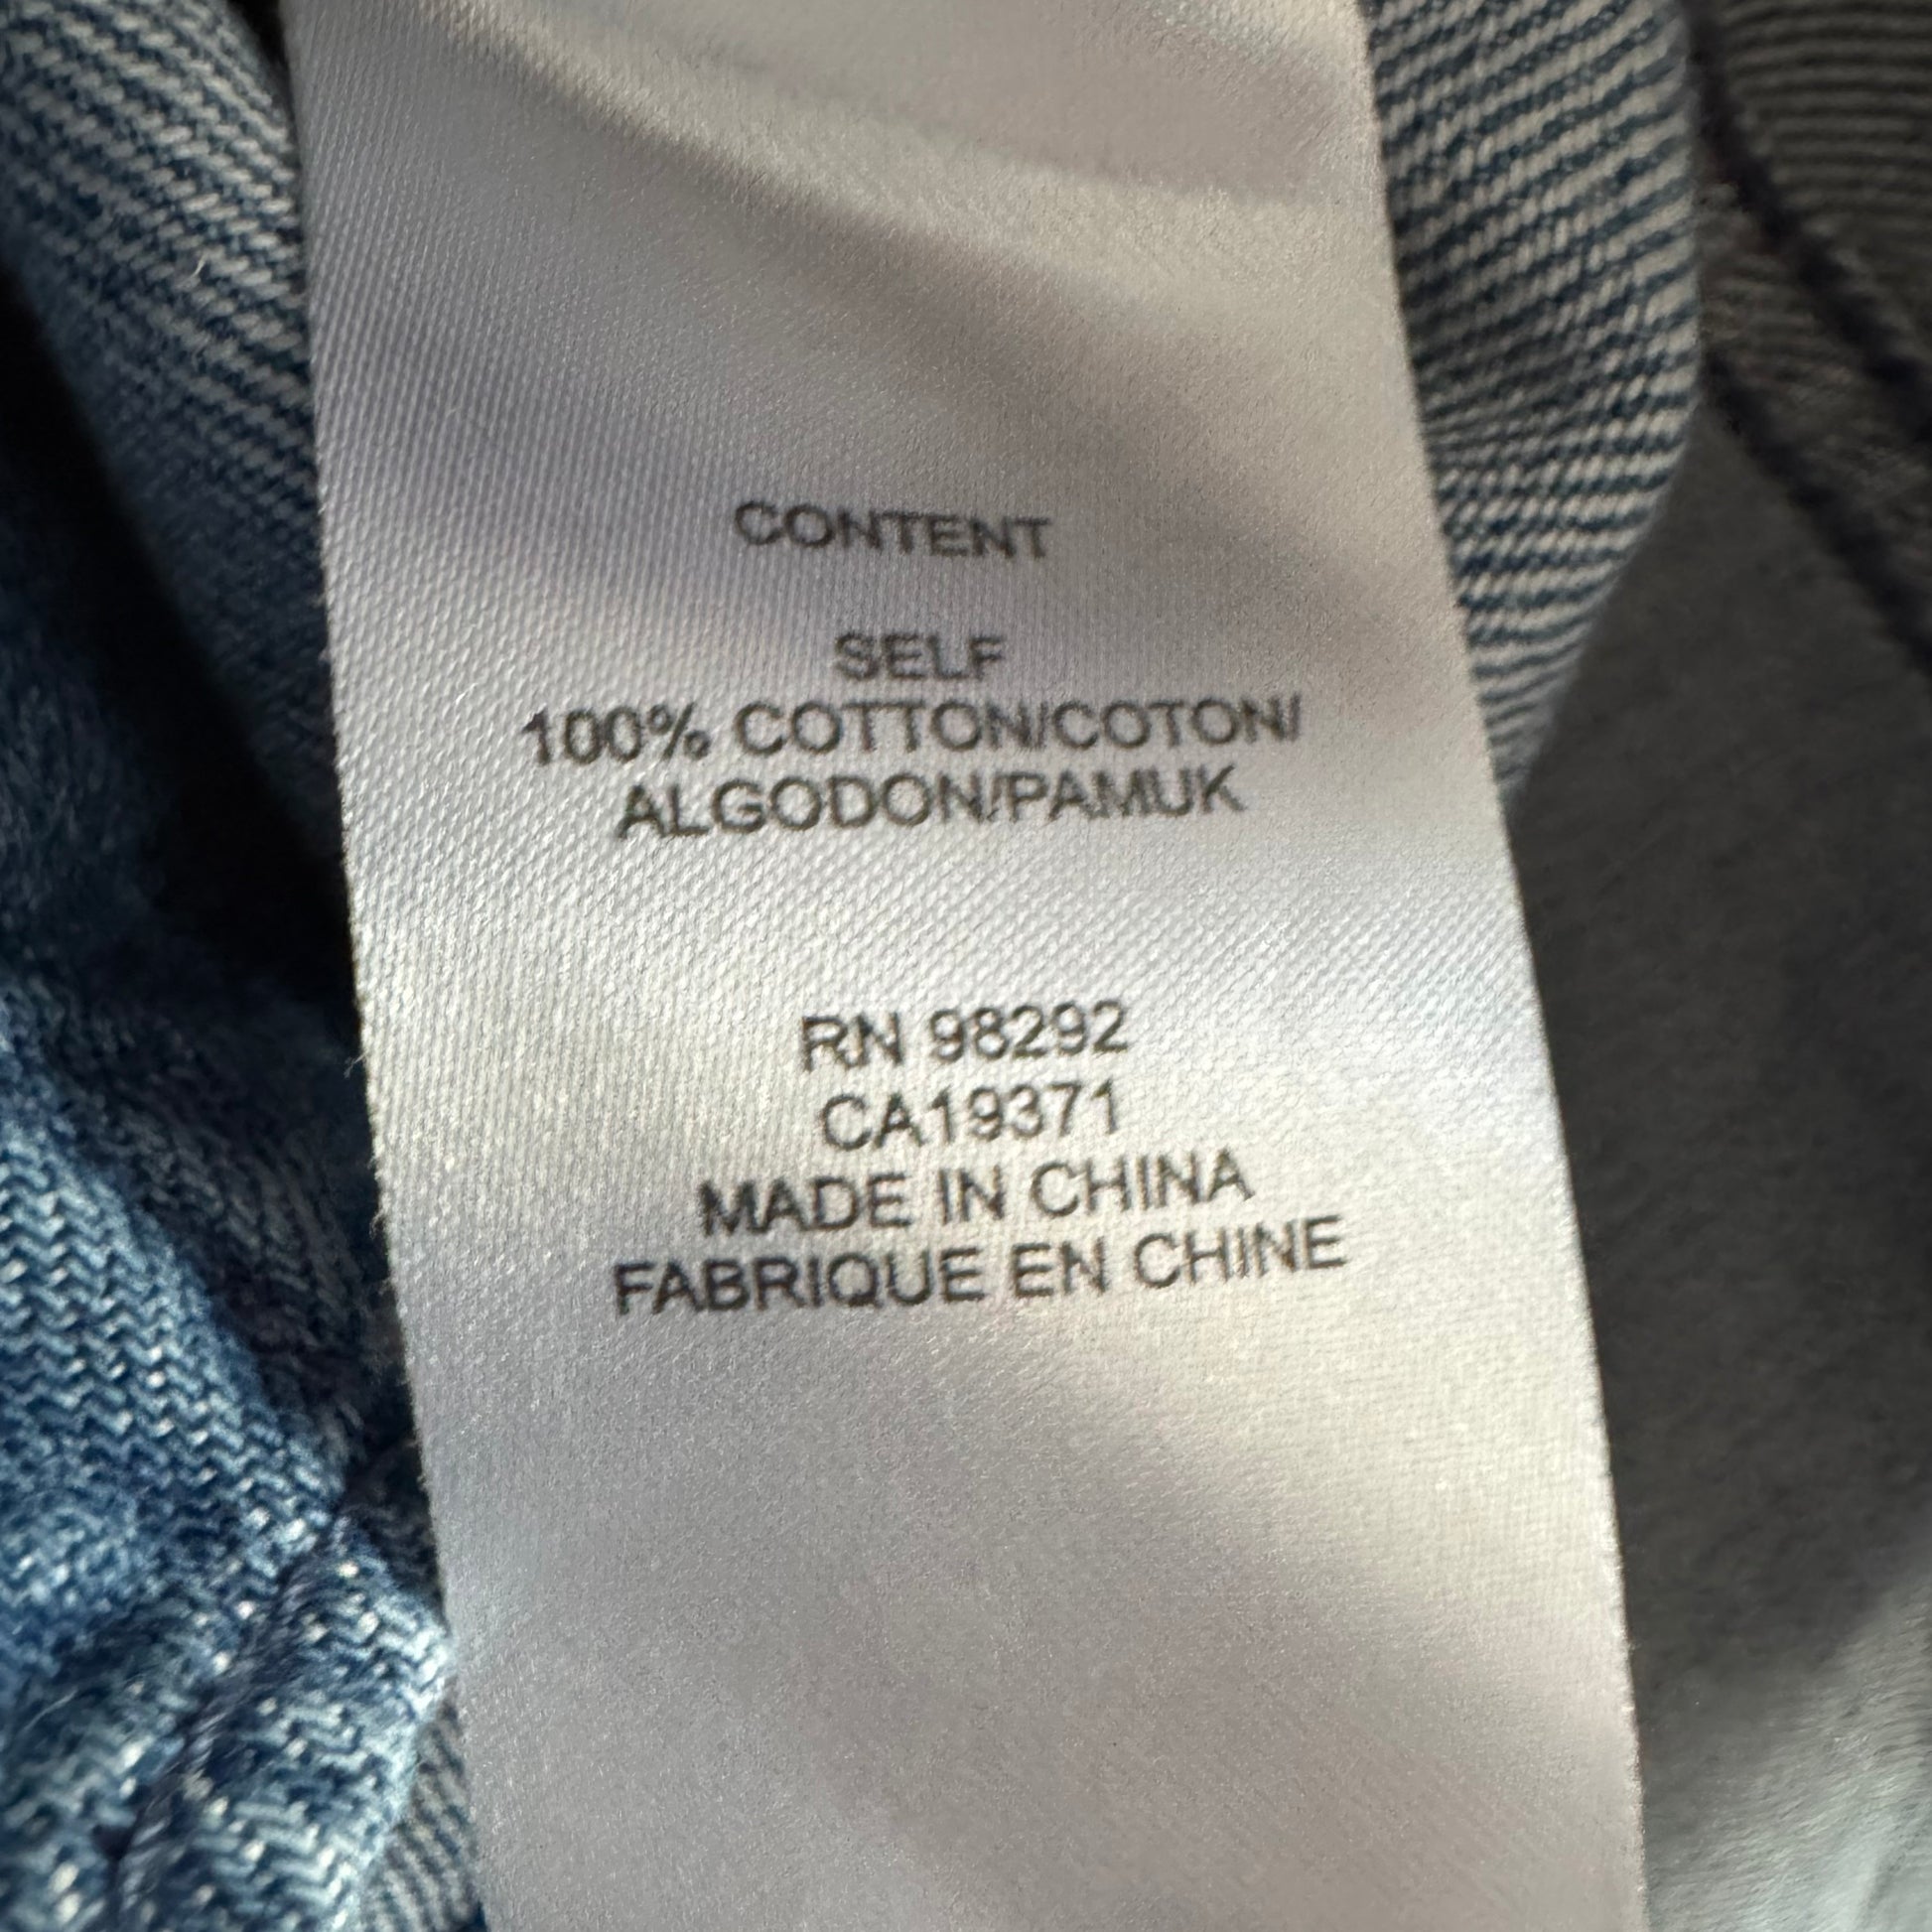 CONTENT
SELF
100% COTTON/COTON/
ALGODON/PAMUK
RN 98292
CA19371
MADE IN CHINA
FABRIQUE EN CHINE